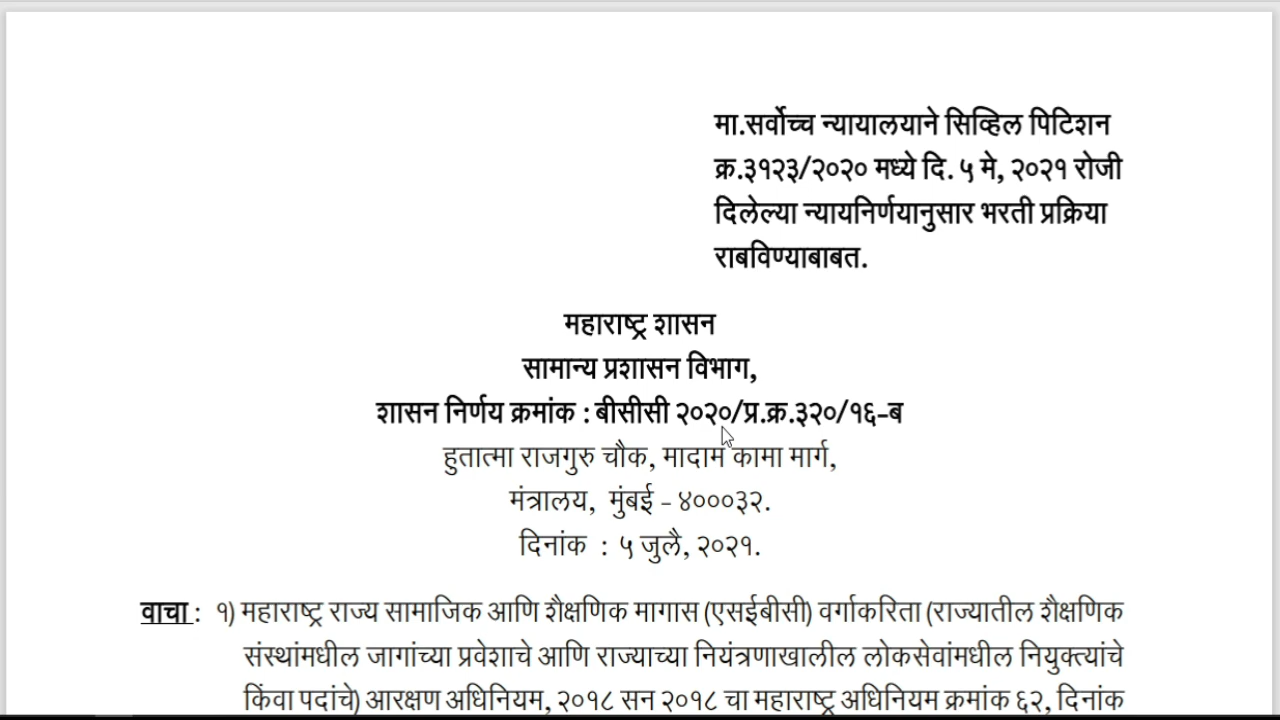 मा.सर्वोच्च न्यायालयाने सिव्हिल पिटिशन
क्र.३१२३/२०२० मध्ये दि. ५ मे, २०२१ रोजी
दिलेल्या न्यायनिर्णयानुसार भरती प्रक्रिया
राबविण्याबाबत.
महाराष्ट्र शासन
सामान्य प्रशासन विभाग,
शासन निर्णय क्रमांक : बीसीसी २०२०/प्र.क्र.३२०/१६-ब
हुतात्मा राजगुरु चौक, मादाम कामा मार्ग,
मंत्रालय, मुंबई - ४०००३२.
दिनांक : ५ जुलै, २०२१.
वाचा : १) महाराष्ट्र राज्य सामाजिक आणि शैक्षणिक मागास (एसईबीसी) वर्गाकरिता (राज्यातील शैक्षणिक
संस्थांमधील जागांच्या प्रवेशाचे आणि राज्याच्या नियंत्रणाखालील लोकसेवांमधील नियुक्त्यांचे
किंवा पदांचे) आरक्षण अधिनियम, २०१८ सन २०१८ चा महाराष्ट्र अधिनियम क्रमांक ६२, दिनांक